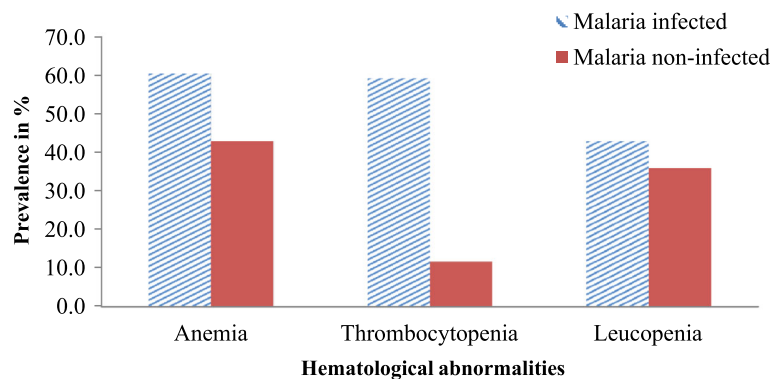 Malaria infected
Malaria non-infected
70.0
60.0
50.0
40.0
30.0
20.0
10.0
0.0
Prevalence in %
Anemia Thrombocytopenia Leucopenia
Hematological abnormalities